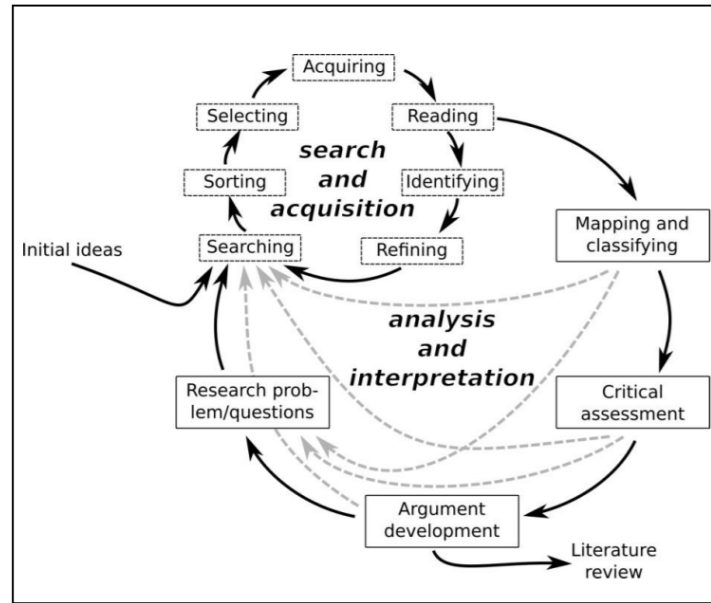 Acquiring
Selecting
Reading
search
and
acquisition
Sorting
Identifying
Initial ideas
Searching
Refining
Mapping and
classifying
analysis
and
interpretation
Research prob-
lem/questions
Critical
assessment
Argument
development
Literature
review